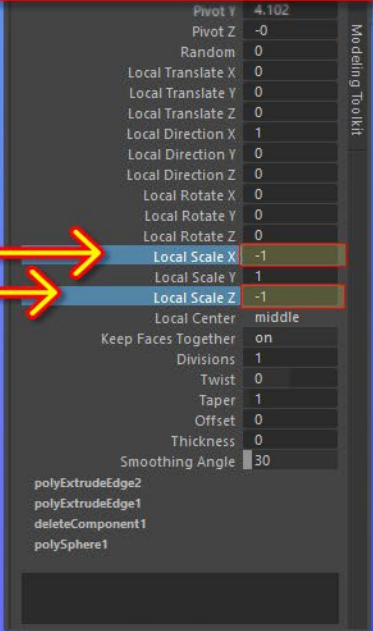 Pivot Y 4.102
Pivot Z -0
Random 0
Local Translate X 0
Local Translate Y 0
Local Translate Z 0
Local Direction X 1
Local Direction Y 0
Local Direction Z 0
Local Rotate X 0
Local Rotate Y 0
Local Rotate Z 0
Local Scale X -1
Local Scale Y 1
Local Scale Z -1
Local Center middle
Keep Faces Together on
Divisions 1
Twist 0
Taper 1
Offset 0
Thickness 0
Smoothing Angle 30
polyExtrudeEdge2
polyExtrudeEdge1
deleteComponent1
polySphere1
Modeling Toolkit